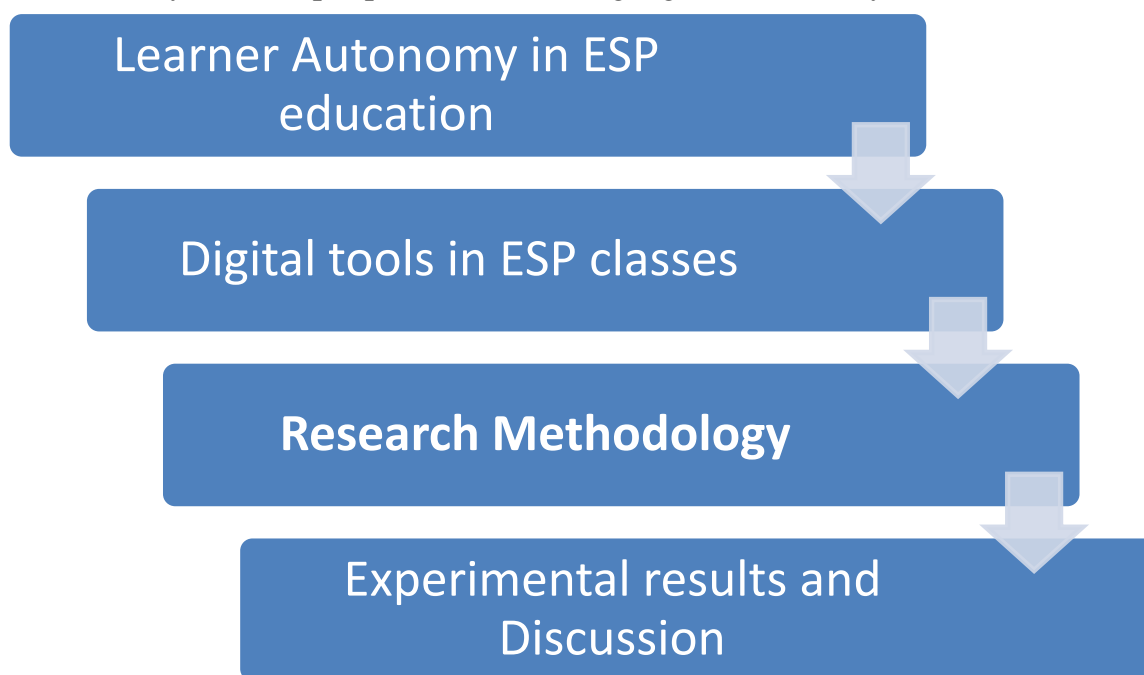 Learner Autonomy in ESP
education
Digital tools in ESP classes
Research Methodology
Experimental results and
Discussion